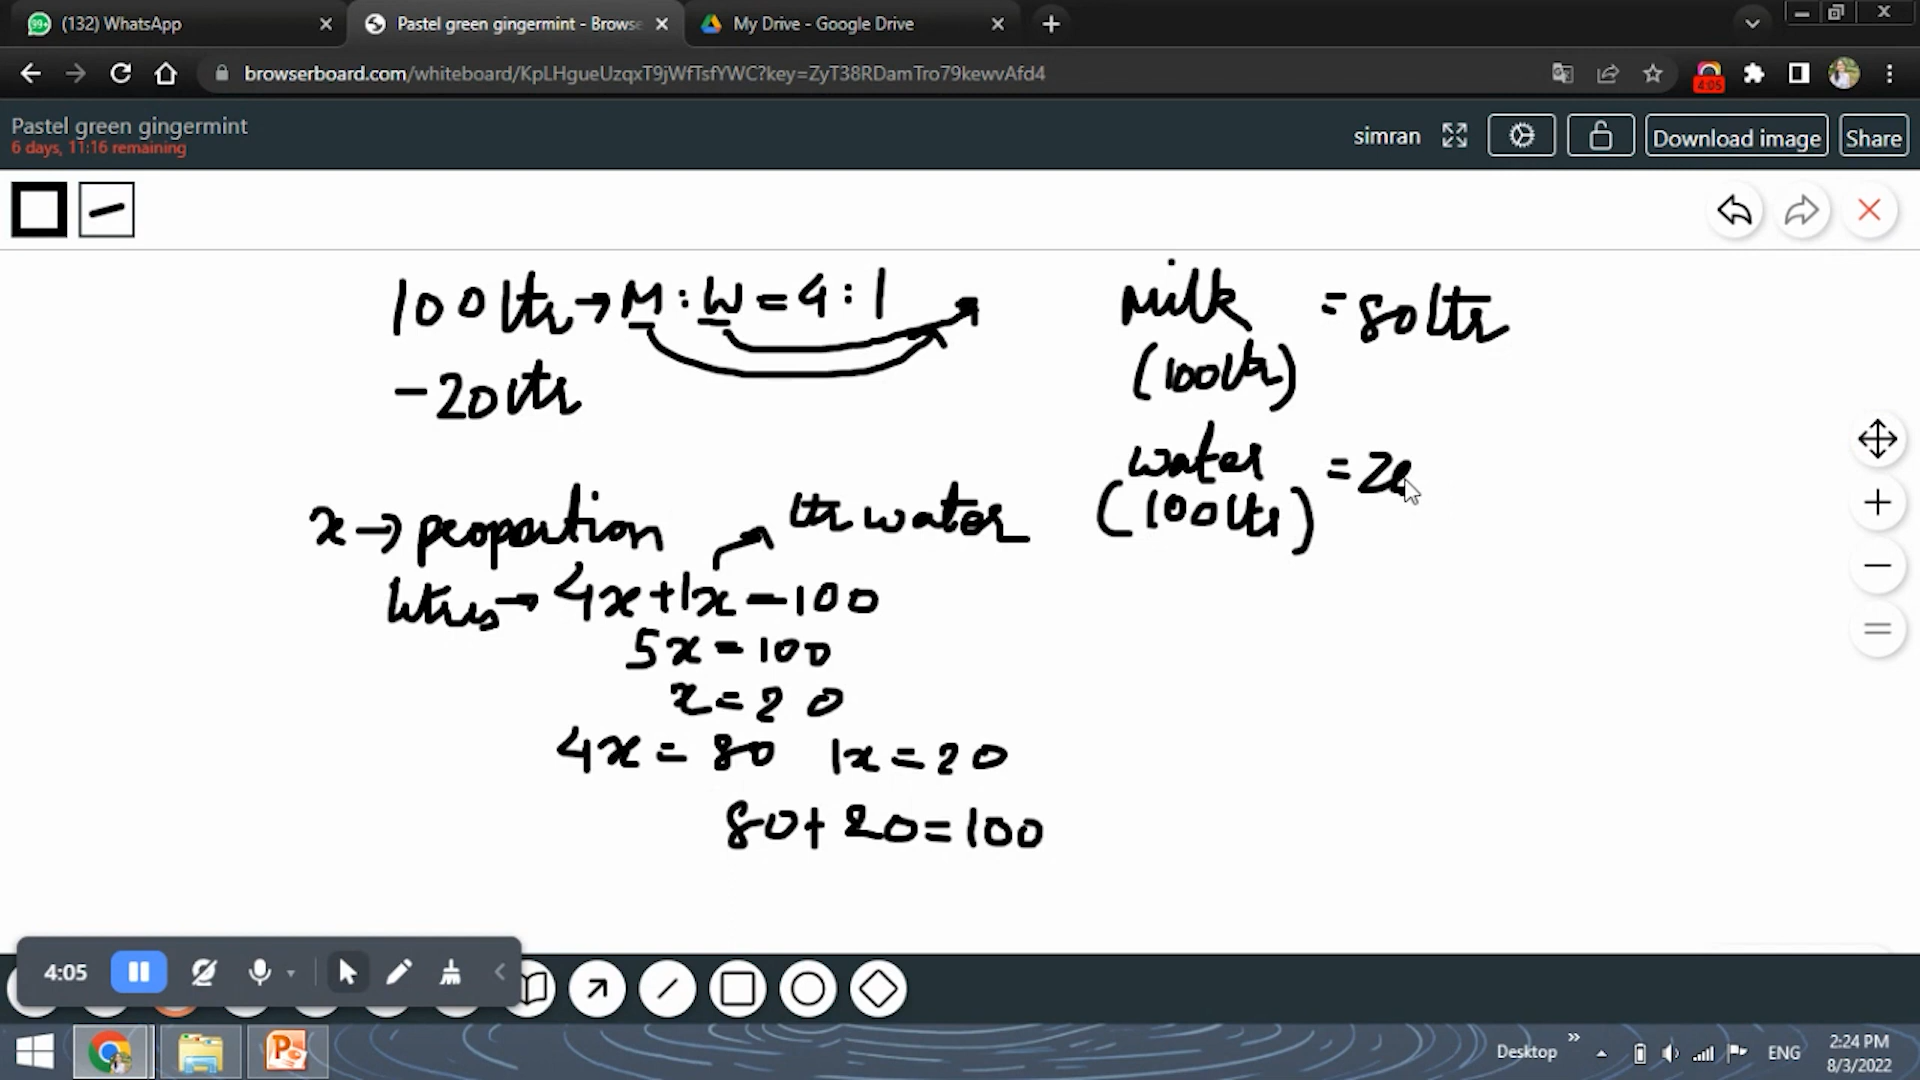 (132) WhatsApp
Pastel green gingermint - Browse
My Drive - Google Drive
browserboard.com/whiteboard/KpLHgueUzqxT9jWfTsfYWC?key=ZyT38RDamTro79kewvAfd4
4:05
Pastel green gingermint
6 days, 11:16 remaining
simran
Download image
Share
100 ltr → M : W = 4 : 1
- 20 ltr
x → proportion
ltr water
litres → 4x + 1x = 100
5x = 100
x = 20
4x = 80 1x = 20
80 + 20 = 100
Milk = 80 ltr
(100 ltr)
water = 20
(100 ltr)
4:05
Desktop
ENG
2:24 PM
8/3/2022